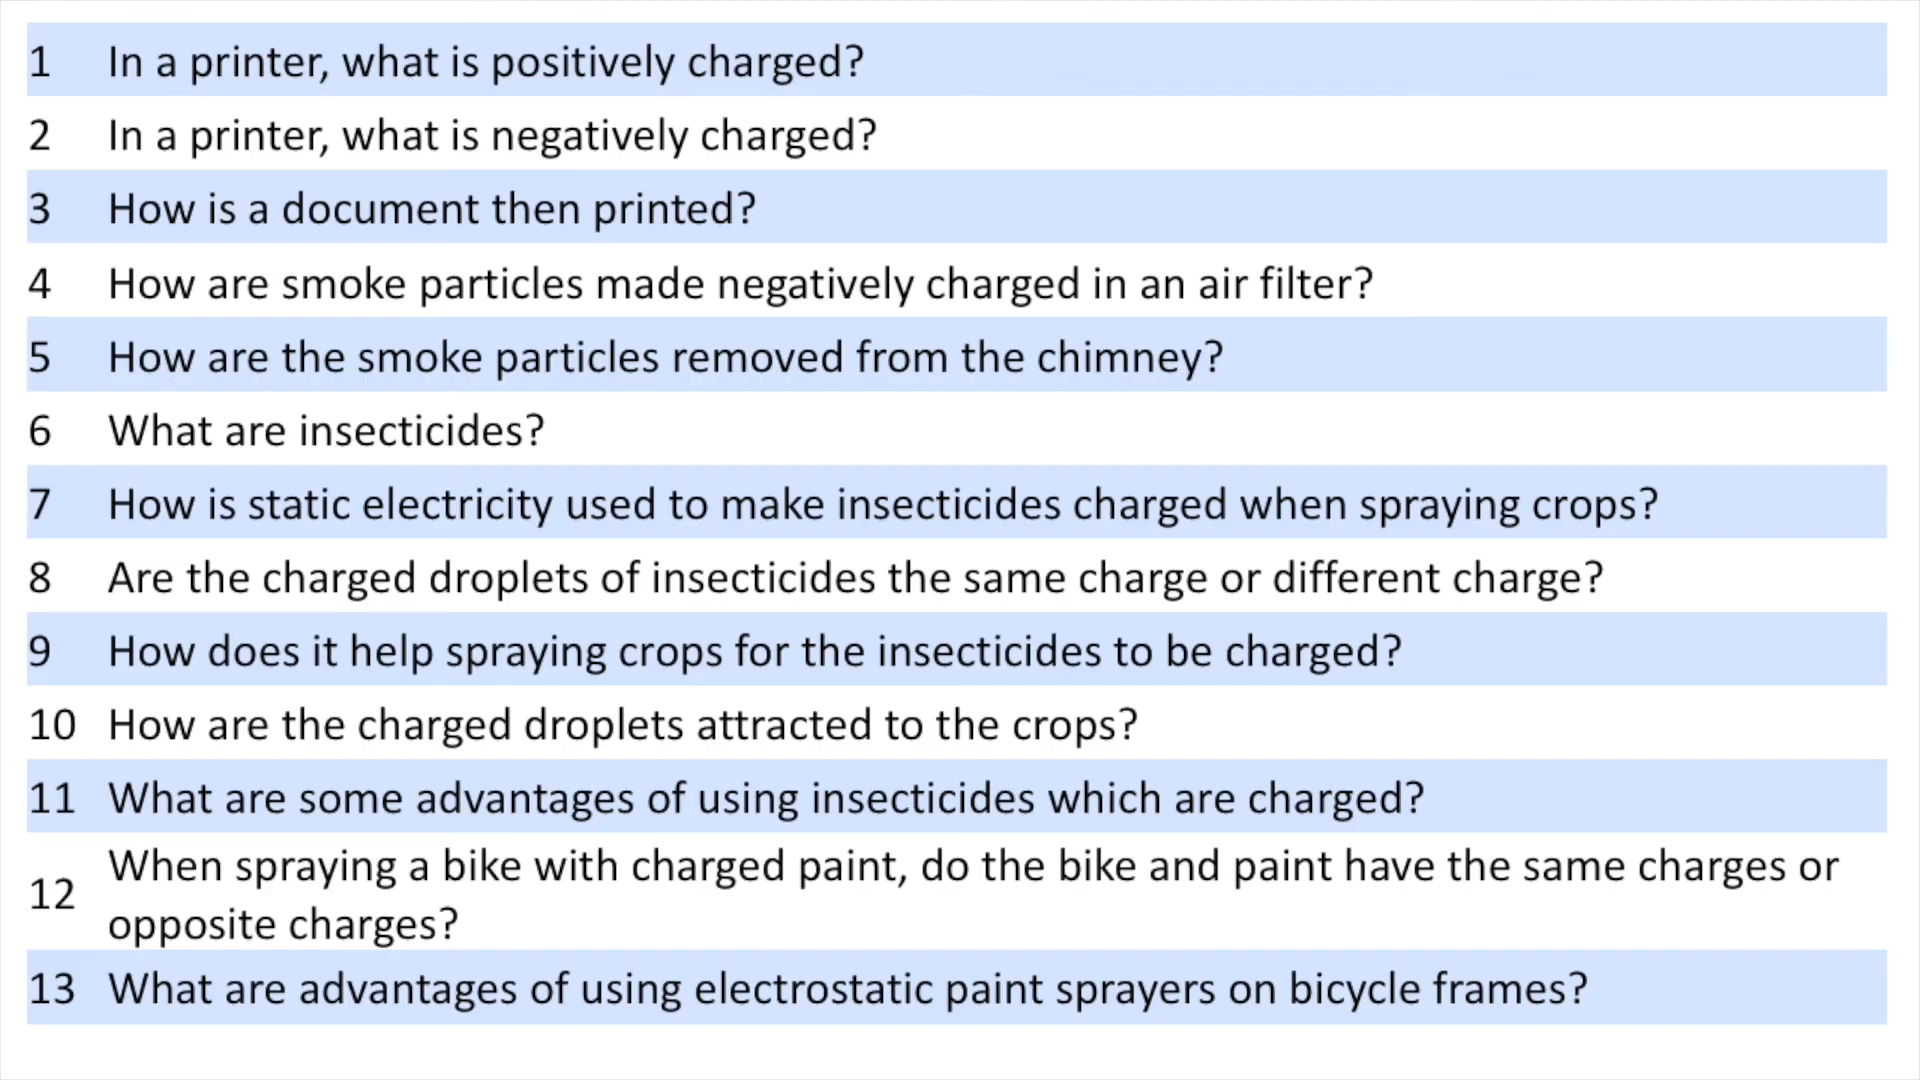 1 In a printer, what is positively charged?
2 In a printer, what is negatively charged?
3 How is a document then printed?
4 How are smoke particles made negatively charged in an air filter?
5 How are the smoke particles removed from the chimney?
6 What are insecticides?
7 How is static electricity used to make insecticides charged when spraying crops?
8 Are the charged droplets of insecticides the same charge or different charge?
9 How does it help spraying crops for the insecticides to be charged?
10 How are the charged droplets attracted to the crops?
11 What are some advantages of using insecticides which are charged?
12 When spraying a bike with charged paint, do the bike and paint have the same charges or
opposite charges?
13 What are advantages of using electrostatic paint sprayers on bicycle frames?